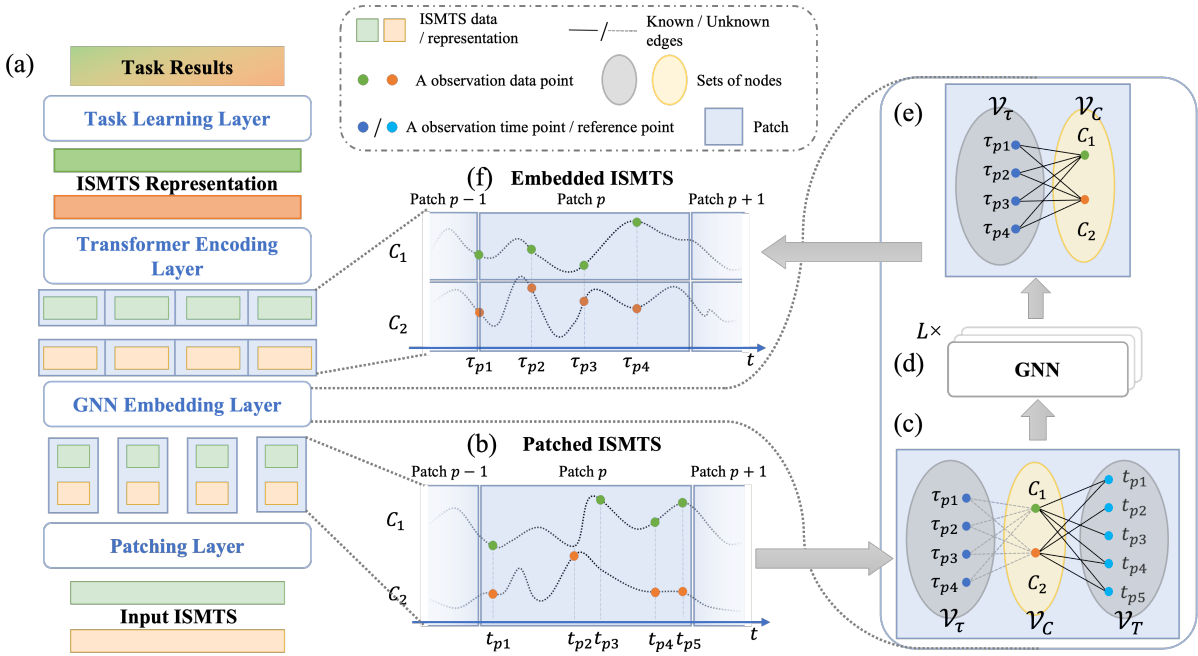 (a)
Task Results
Task Learning Layer
ISMTS Representation
Transformer Encoding
Layer
GNN Embedding Layer
Patching Layer
Input ISMTS
ISMTS data
/ representation
Known / Unknown
edges
/
A observation data point
Sets of nodes
/
A observation time point / reference point
Patch
(f) Embedded ISMTS
Patch p − 1
Patch p
Patch p + 1
C₁
C₂
τp1 τp2 τp3 τp4 t
(b) Patched ISMTS
Patch p − 1
Patch p
Patch p + 1
C₁
C₂
tp1 tp2 tp3 tp4 tp5 t
(e)
𝒱τ 𝒱C
τp1
τp2
τp3
τp4
C₁
C₂
L×
(d)
GNN
(c)
τp1
τp2
τp3
τp4
C₁
C₂
tp1
tp2
tp3
tp4
tp5
𝒱τ 𝒱C 𝒱T